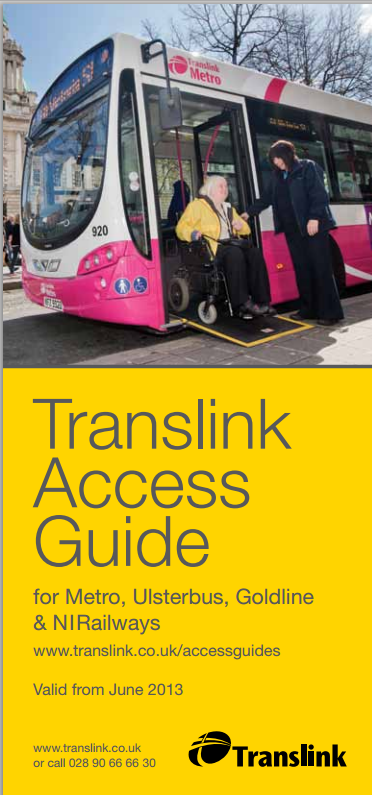 Translink
Metro
920
Translink
Access
Guide
for Metro, Ulsterbus, Goldline
& NIRailways
www.translink.co.uk/accessguides
Valid from June 2013
www.translink.co.uk
or call 028 90 66 66 30
Translink